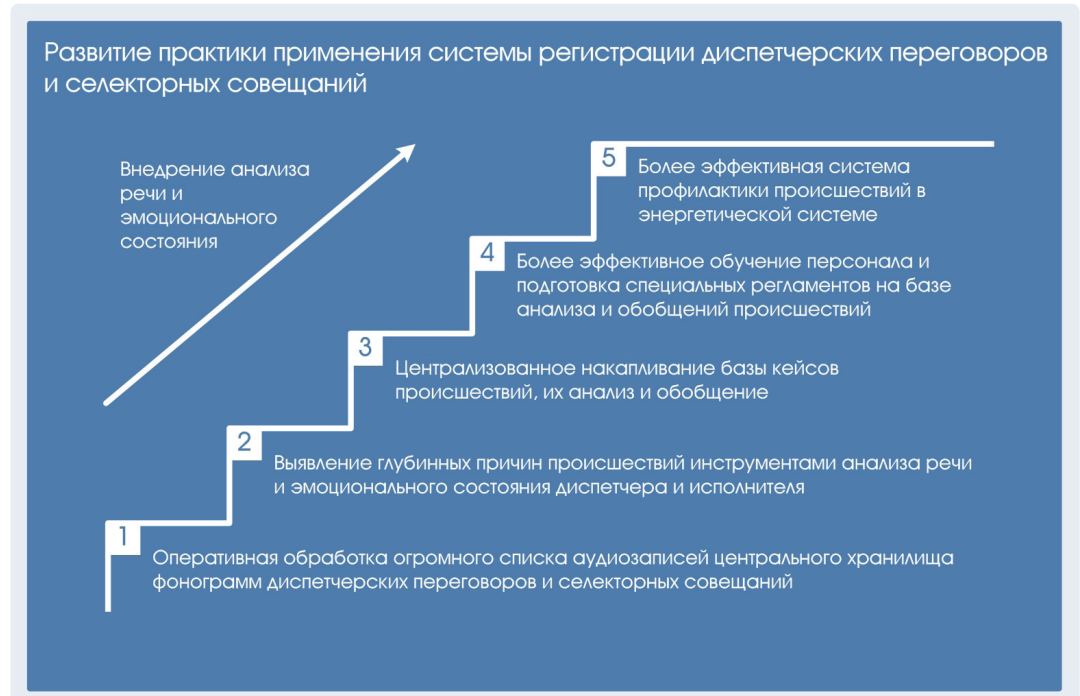 Развитие практики применения системы регистрации диспетчерских переговоров
и селекторных совещаний
Внедрение анализа
речи и
эмоционального
состояния
5
Более эффективная система
профилактики происшествий в
энергетической системе
4
Более эффективное обучение персонала и
подготовка специальных регламентов на базе
анализа и обобщений происшествий
3
Централизованное накапливание базы кейсов
происшествий, их анализ и обобщение
2
Выявление глубинных причин происшествий инструментами анализа речи
и эмоционального состояния диспетчера и исполнителя
1
Оперативная обработка огромного списка аудиозаписей центрального хранилища
фонограмм диспетчерских переговоров и селекторных совещаний